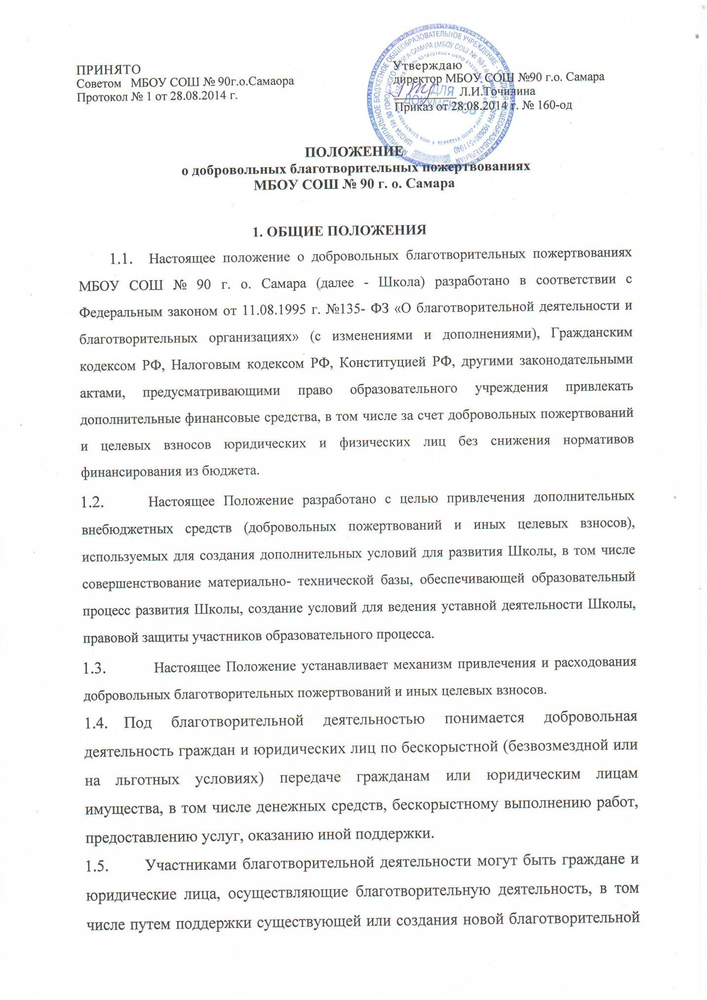 ПРИНЯТО
Советом МБОУ СОШ № 90г.о.Самаора
Протокол № 1 от 28.08.2014 г.
Утверждаю
директор МБОУ СОШ №90 г.о. Самара
Л.И.Точилина
Приказ от 28.08.2014 г. № 160-од
ДЛЯ
ДОКУМЕНТОВ
ПОЛОЖЕНИЕ
о добровольных благотворительных пожертвованиях
МБОУ СОШ № 90 г. о. Самара
1. ОБЩИЕ ПОЛОЖЕНИЯ
1.1. Настоящее положение о добровольных благотворительных пожертвованиях
МБОУ СОШ № 90 г. о. Самара (далее - Школа) разработано в соответствии с
Федеральным законом от 11.08.1995 г. №135- ФЗ «О благотворительной деятельности и
благотворительных организациях» (с изменениями и дополнениями), Гражданским
кодексом РФ, Налоговым кодексом РФ, Конституцией РФ, другими законодательными
актами, предусматривающими право образовательного учреждения привлекать
дополнительные финансовые средства, в том числе за счет добровольных пожертвований
и целевых взносов юридических и физических лиц без снижения нормативов
финансирования из бюджета.
1.2. Настоящее Положение разработано с целью привлечения дополнительных
внебюджетных средств (добровольных пожертвований и иных целевых взносов),
используемых для создания дополнительных условий для развития Школы, в том числе
совершенствование материально- технической базы, обеспечивающей образовательный
процесс развития Школы, создание условий для ведения уставной деятельности Школы,
правовой защиты участников образовательного процесса.
1.3. Настоящее Положение устанавливает механизм привлечения и расходования
добровольных благотворительных пожертвований и иных целевых взносов.
1.4. Под благотворительной деятельностью понимается добровольная
деятельность граждан и юридических лиц по бескорыстной (безвозмездной или
на льготных условиях) передаче гражданам или юридическим лицам
имущества, в том числе денежных средств, бескорыстному выполнению работ,
предоставлению услуг, оказанию иной поддержки.
1.5. Участниками благотворительной деятельности могут быть граждане и
юридические лица, осуществляющие благотворительную деятельность, в том
числе путем поддержки существующей или создания новой благотворительной